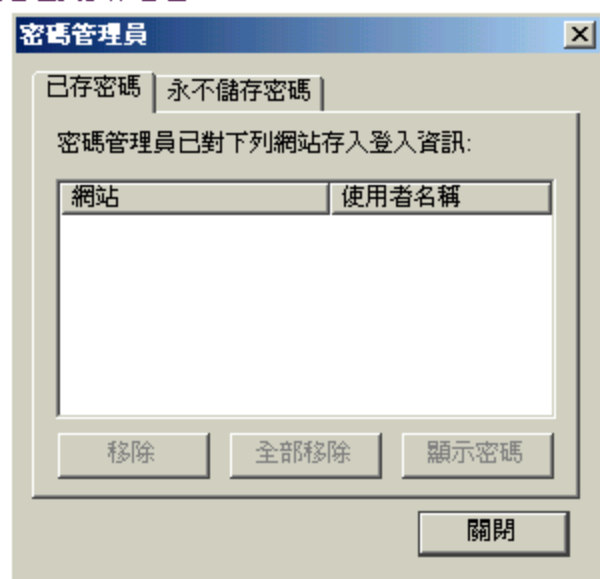 密碼管理員
已存密碼 永不儲存密碼
密碼管理員已對下列網站存入登入資訊:
網站 使用者名稱
移除 全部移除 顯示密碼
關閉